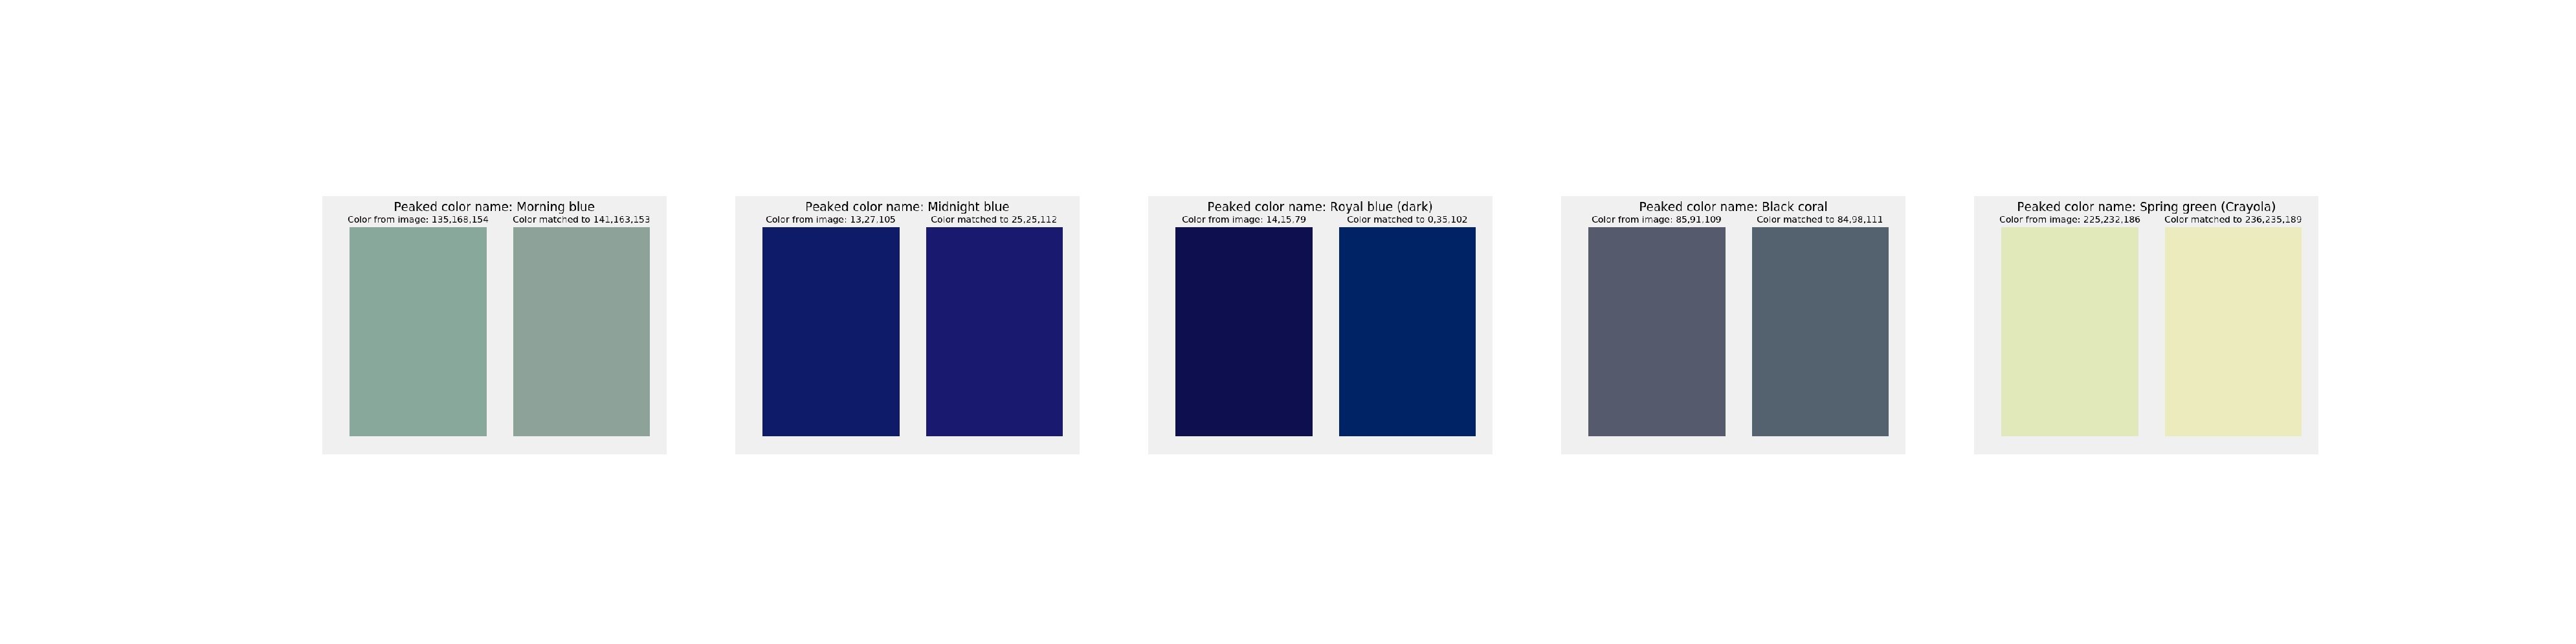 Peaked color name: Morning blue
Color from image: 135,168,154
Color matched to 141,163,153
Peaked color name: Midnight blue
Color from image: 13,27,105
Color matched to 25,25,112
Peaked color name: Royal blue (dark)
Color from image: 14,15,79
Color matched to 0,35,102
Peaked color name: Black coral
Color from image: 85,91,109
Color matched to 84,98,111
Peaked color name: Spring green (Crayola)
Color from image: 225,232,186
Color matched to 236,235,189